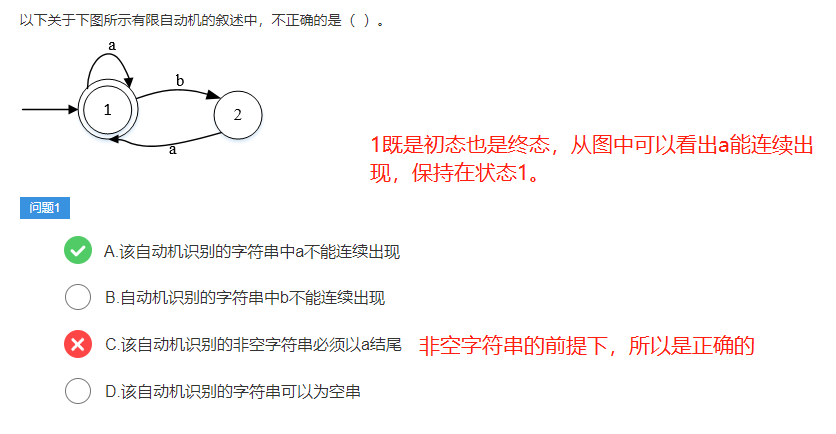 以下关于下图所示有限自动机的叙述中，不正确的是（ ）。
a
b
1
2
a
1既是初态也是终态，从图中可以看出a能连续出
现，保持在状态1。
问题1
A.该自动机识别的字符串中a不能连续出现
B.自动机识别的字符串中b不能连续出现
C.该自动机识别的非空字符串必须以a结尾 非空字符串的前提下，所以是正确的
D.该自动机识别的字符串可以为空串